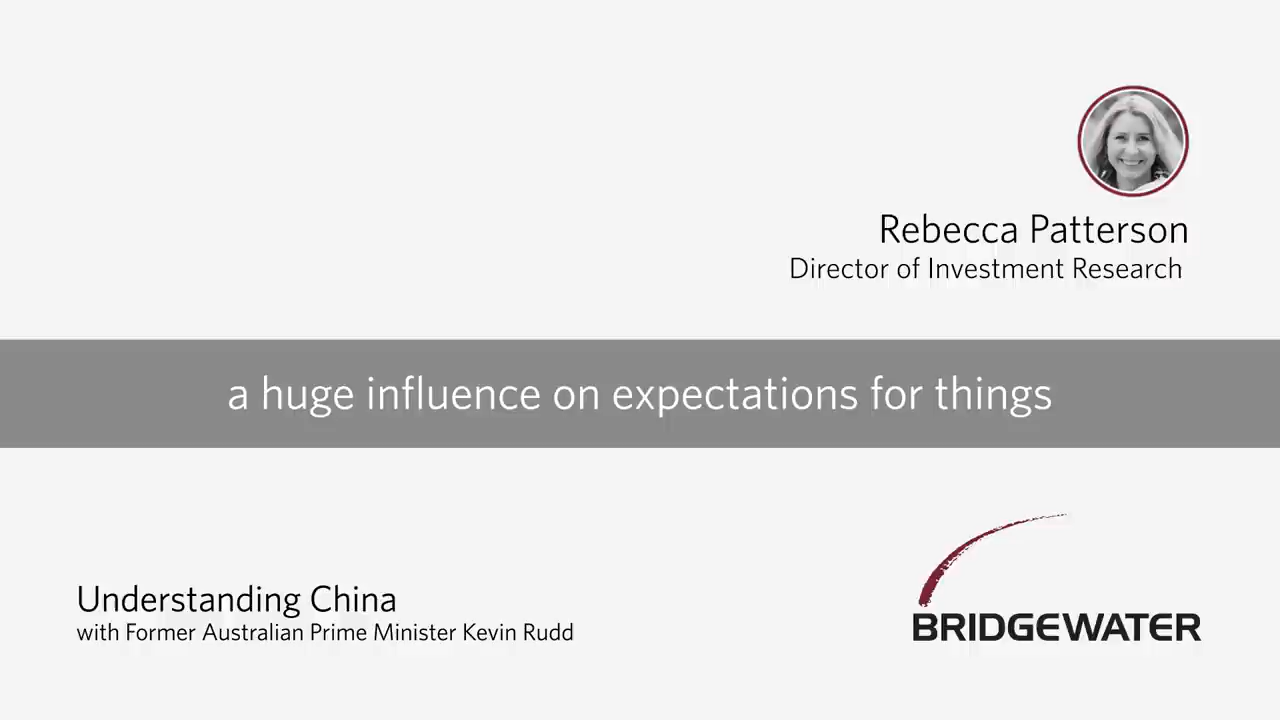 Rebecca Patterson
Director of Investment Research
a huge influence on expectations for things
Understanding China
with Former Australian Prime Minister Kevin Rudd
BRIDGEWATER